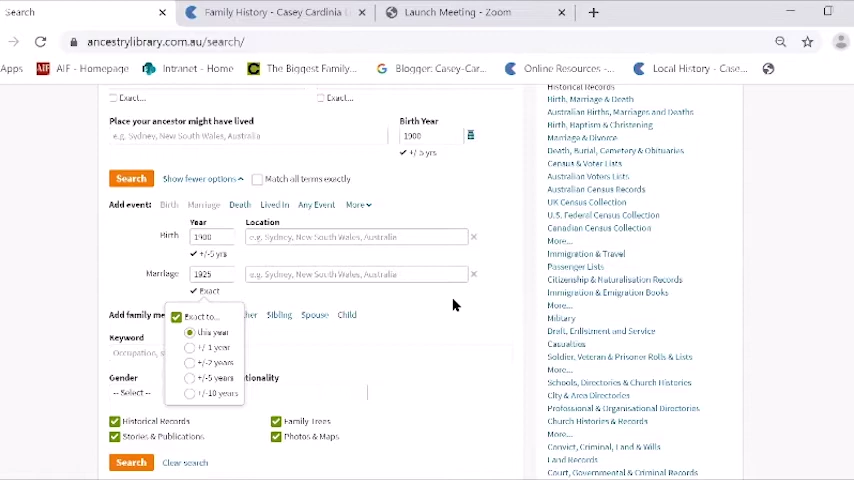 Search
Family History - Casey Cardinia L
Launch Meeting - Zoom
ancestrylibrary.com.au/search/
Apps
AIF AIF - Homepage
Intranet - Home
The Biggest Family...
Blogger: Casey-Car...
Online Resources -...
Local History - Case...
Exact...
Exact...
Place your ancestor might have lived
Birth Year
e.g. Sydney, New South Wales, Australia
1900
+/-5 yrs
Search
Show fewer options
Match all terms exactly
Add event: Birth Marriage Death Lived In Any Event More
Year
Location
Birth
1900
e.g. Sydney, New South Wales, Australia
+/-5 yrs
Marriage
1925
e.g. Sydney, New South Wales, Australia
Exact
Exact to...
this year
+/-1 year
+/-2 years
+/-5 years
+/-10 years
Add family me
her
Sibling
Spouse
Child
Keyword
Occupation, s
Gender
tionality
-- Select --
Historical Records
Family Trees
Stories & Publications
Photos & Maps
Search
Clear search
Historical Records
Birth, Marriage & Death
Australian Births, Marriages and Deaths
Birth, Baptism & Christening
Marriage & Divorce
Death, Burial, Cemetery & Obituaries
Census & Voter Lists
Australian Voters Lists
Australian Census Records
UK Census Collection
U.S. Federal Census Collection
Canadian Census Collection
More...
Immigration & Travel
Passenger Lists
Citizenship & Naturalisation Records
Immigration & Emigration Books
More...
Military
Draft, Enlistment and Service
Casualties
Soldier, Veteran & Prisoner Rolls & Lists
More...
Schools, Directories & Church Histories
City & Area Directories
Professional & Organisational Directories
Church Histories & Records
More...
Convict, Criminal, Land & Wills
Land Records
Court, Governmental & Criminal Records